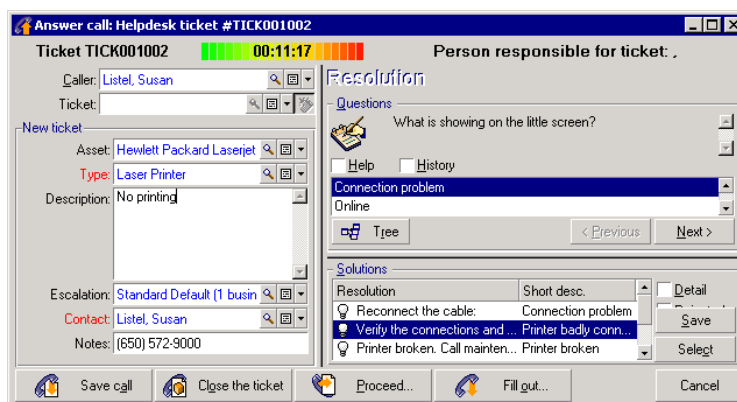 Answer call: Helpdesk ticket #TICK001002
Ticket TICK001002
00:11:17
Person responsible for ticket: ,
Caller: Listel, Susan
Ticket:
New ticket
Asset: Hewlett Packard Laserjet
Type: Laser Printer
Description: No printing
Escalation: Standard Default (1 busin
Contact: Listel, Susan
Notes: (650) 572-9000
Resolution
Questions
What is showing on the little screen?
Help History
Connection problem
Online
Tree < Previous Next >
Solutions
Resolution Short desc.
Reconnect the cable: Connection problem
Verify the connections and ... Printer badly conn...
Printer broken. Call mainten... Printer broken
Detail
Save
Select
Save call Close the ticket Proceed... Fill out... Cancel